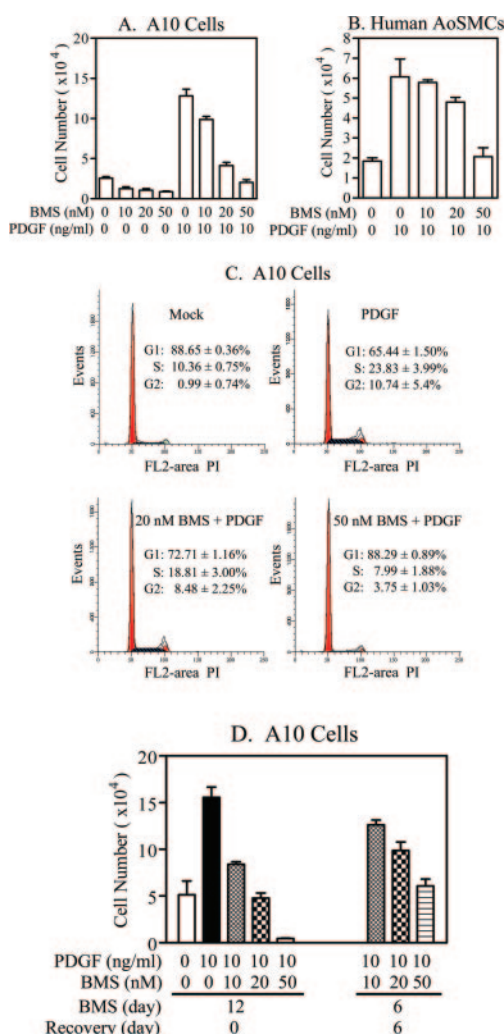 A. A10 Cells
Cell Number ( x10⁴)
20
15
10
5
0
BMS (nM) 0 10 20 50 0 10 20 50
PDGF (ng/ml) 0 0 0 0 10 10 10 10
B. Human AoSMCs
Cell Number ( x10⁴)
8
7
6
5
4
3
2
1
0
BMS (nM) 0 0 10 20 50
PDGF (ng/ml) 0 10 10 10 10
C. A10 Cells
Mock
G1: 88.65 ± 0.36%
S: 10.36 ± 0.75%
G2: 0.99 ± 0.74%
Events
FL2-area PI
PDGF
G1: 65.44 ± 1.50%
S: 23.83 ± 3.99%
G2: 10.74 ± 5.4%
Events
FL2-area PI
20 nM BMS + PDGF
G1: 72.71 ± 1.16%
S: 18.81 ± 3.00%
G2: 8.48 ± 2.25%
Events
FL2-area PI
50 nM BMS + PDGF
G1: 88.29 ± 0.89%
S: 7.99 ± 1.88%
G2: 3.75 ± 1.03%
Events
FL2-area PI
D. A10 Cells
Cell Number ( x10⁴)
20
15
10
5
0
PDGF (ng/ml) 0 10 10 10 10 10 10 10
BMS (nM) 0 0 10 20 50 10 20 50
BMS (day) 12 6
Recovery (day) 0 6